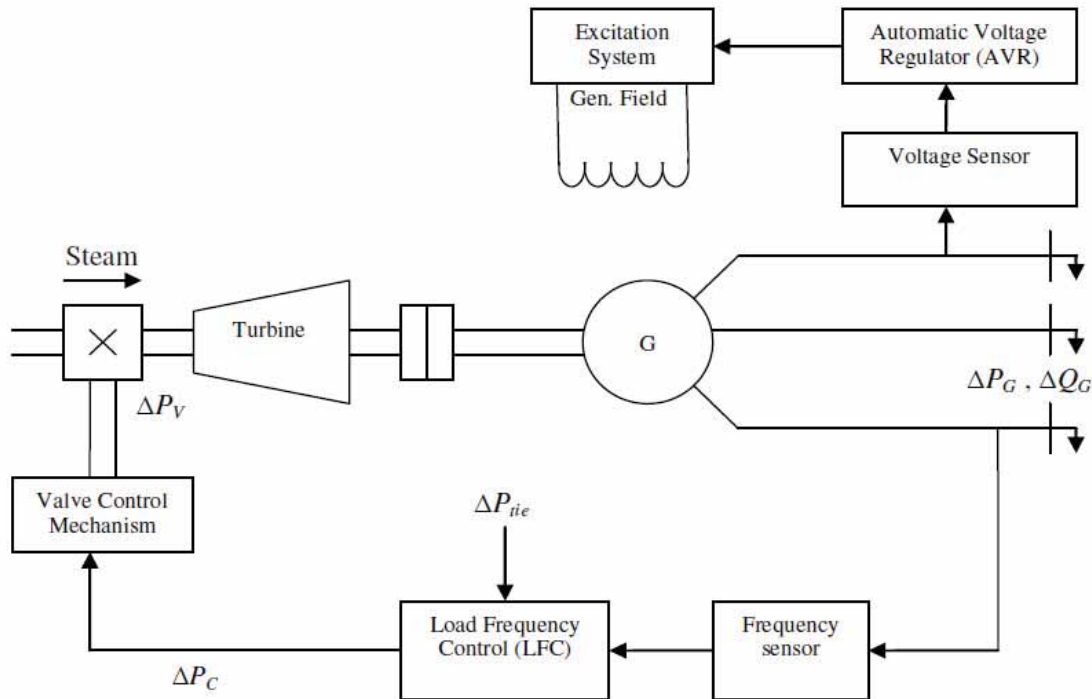 Excitation
System
Automatic Voltage
Regulator (AVR)
Gen. Field
Voltage Sensor
Steam
Turbine
G
ΔP_G , ΔQ_G
ΔP_V
Valve Control
Mechanism
ΔP_tie
Load Frequency
Control (LFC)
Frequency
sensor
ΔP_C